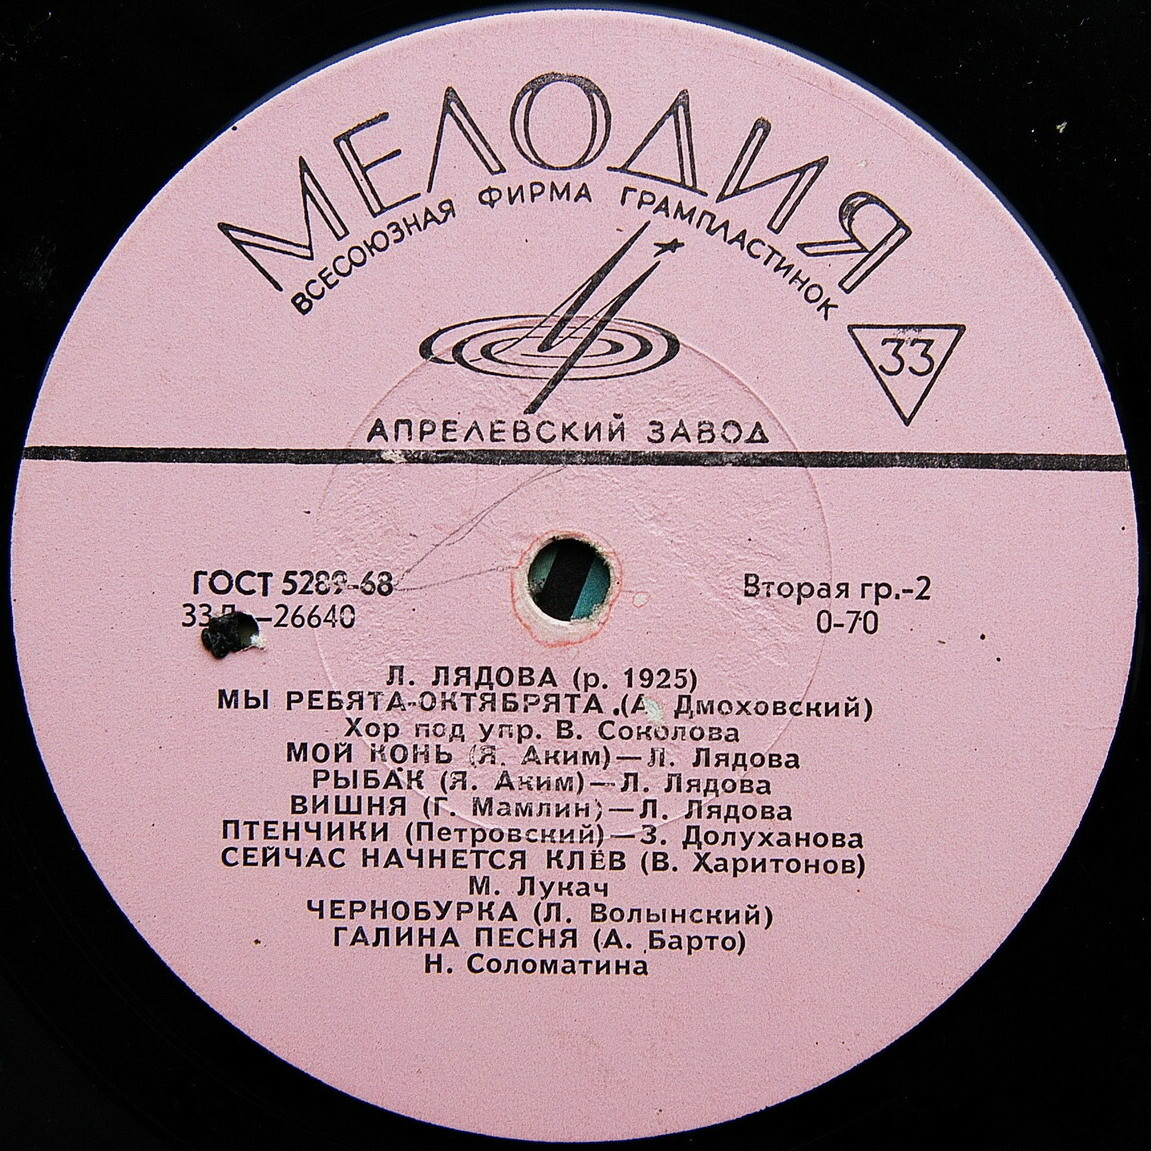 МЕЛОДИЯ
ВСЕСОЮЗНАЯ ФИРМА ГРАМПЛАСТИНОК
33
АПРЕЛЕВСКИЙ ЗАВОД
ГОСТ 5289-68
33Д —26640
Вторая гр.-2
0-70
Л. ЛЯДОВА (р. 1925)
МЫ РЕБЯТА-ОКТЯБРЯТА (А. Дмоховский)
Хор под упр. В. Соколова
МОЙ КОНЬ (Я. Аким)—Л. Лядова
РЫБАК (Я. Аким)—Л. Лядова
ВИШНЯ (Г. Мамлин)—Л. Лядова
ПТЕНЧИКИ (Петровский)—З. Долуханова
СЕЙЧАС НАЧНЕТСЯ КЛЁВ (В. Харитонов)
М. Лукач
ЧЕРНОБУРКА (Л. Волынский)
ГАЛИНА ПЕСНЯ (А. Барто)
Н. Соломатина